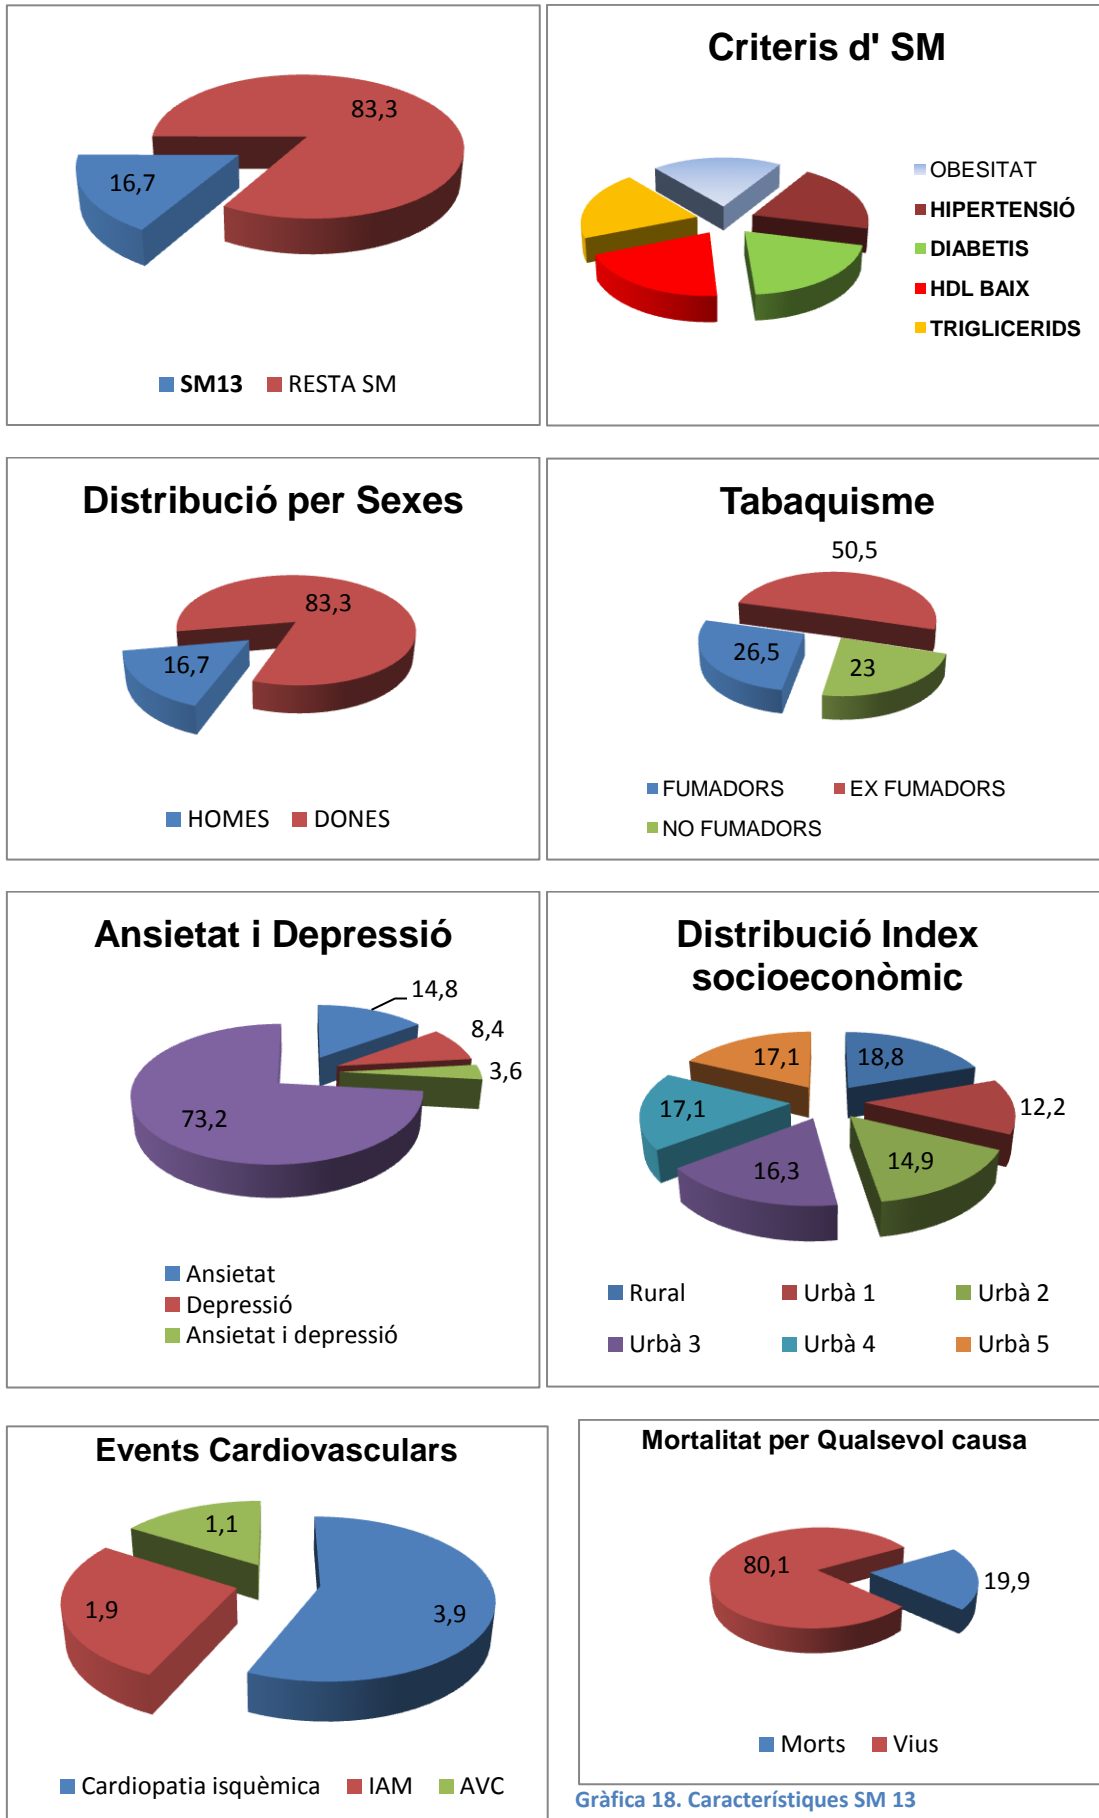 83,3
16,7
SM13 RESTA SM
Criteris d' SM
OBESITAT
HIPERTENSIÓ
DIABETIS
HDL BAIX
TRIGLICERIDS
Distribució per Sexes
83,3
16,7
HOMES DONES
Tabaquisme
50,5
26,5
23
FUMADORS EX FUMADORS
NO FUMADORS
Ansietat i Depressió
14,8
8,4
3,6
73,2
Ansietat
Depressió
Ansietat i depressió
Distribució Index
socioeconòmic
17,1
18,8
17,1
12,2
16,3
14,9
Rural Urbà 1 Urbà 2
Urbà 3 Urbà 4 Urbà 5
Events Cardiovasculars
1,1
1,9
3,9
Cardiopatia isquèmica IAM AVC
Mortalitat per Qualsevol causa
80,1
19,9
Morts Vius
Gràfica 18. Característiques SM 13